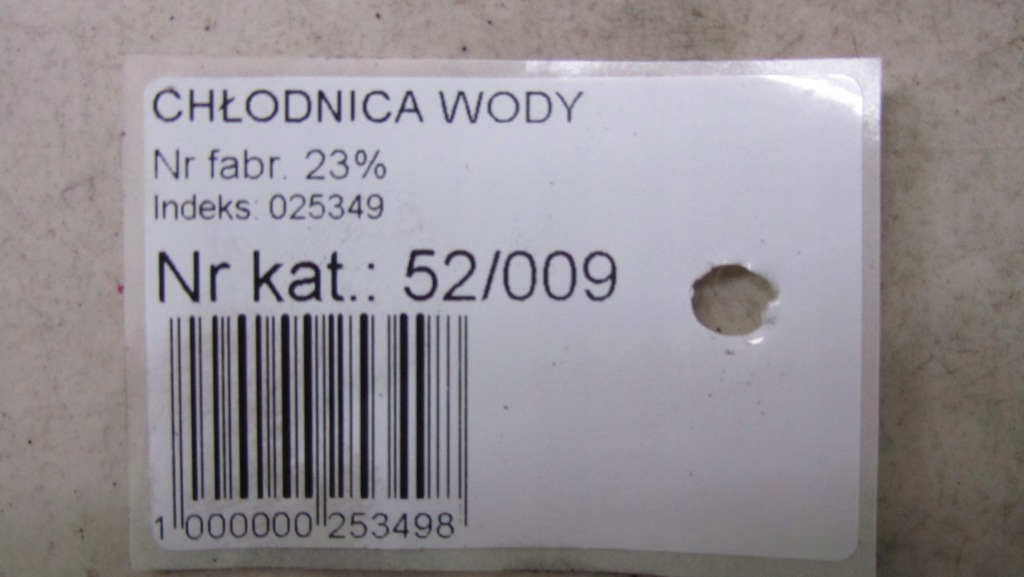 CHŁODNICA WODY
Nr fabr. 23%
Indeks: 025349
Nr kat.: 52/009
1 000000 253498